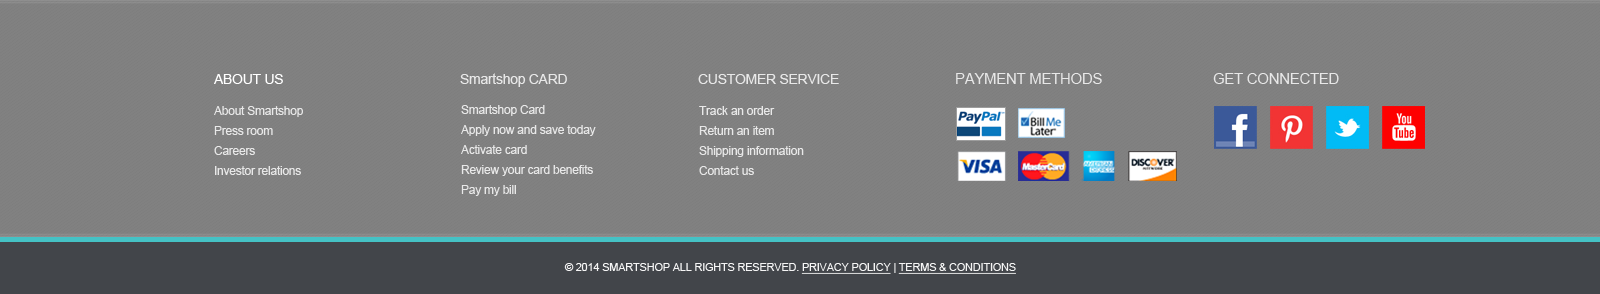 ABOUT US
About Smartshop
Press room
Careers
Investor relations
Smartshop CARD
Smartshop Card
Apply now and save today
Activate card
Review your card benefits
Pay my bill
CUSTOMER SERVICE
Track an order
Return an item
Shipping information
Contact us
PAYMENT METHODS
PayPal
Bill Me
Later
VISA
MasterCard
AMERICAN
EXPRESS
DISCOVER
NETWORK
GET CONNECTED
f
You
Tube
© 2014 SMARTSHOP ALL RIGHTS RESERVED. PRIVACY POLICY | TERMS & CONDITIONS